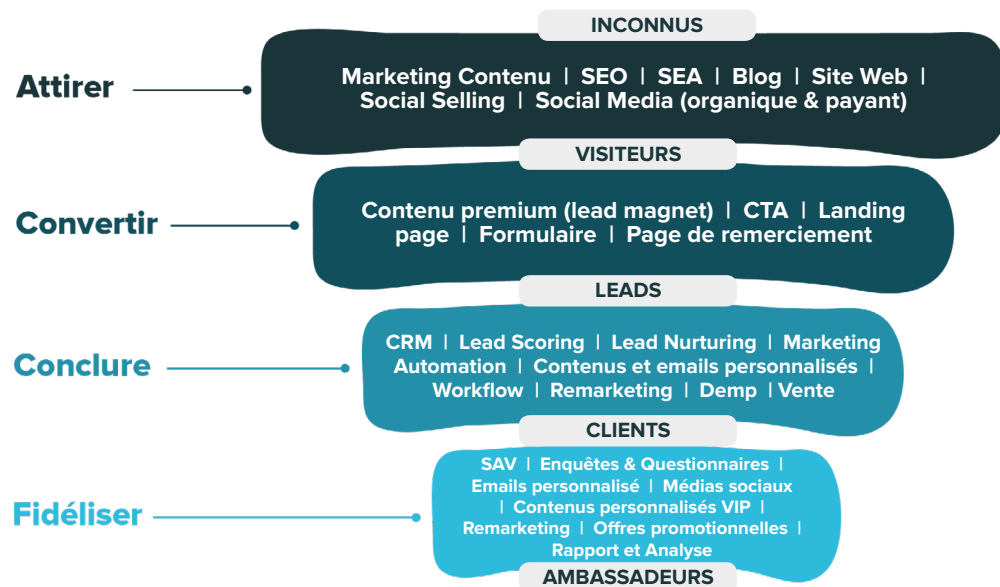 INCONNUS
Attirer
Marketing Contenu | SEO | SEA | Blog | Site Web |
Social Selling | Social Media (organique & payant)
VISITEURS
Convertir
Contenu premium (lead magnet) | CTA | Landing
page | Formulaire | Page de remerciement
LEADS
Conclure
CRM | Lead Scoring | Lead Nurturing | Marketing
Automation | Contenus et emails personnalisés |
Workflow | Remarketing | Demp | Vente
CLIENTS
Fidéliser
SAV | Enquêtes & Questionnaires |
Emails personnalisé | Médias sociaux
| Contenus personnalisés VIP |
Remarketing | Offres promotionnelles |
Rapport et Analyse
AMBASSADEURS